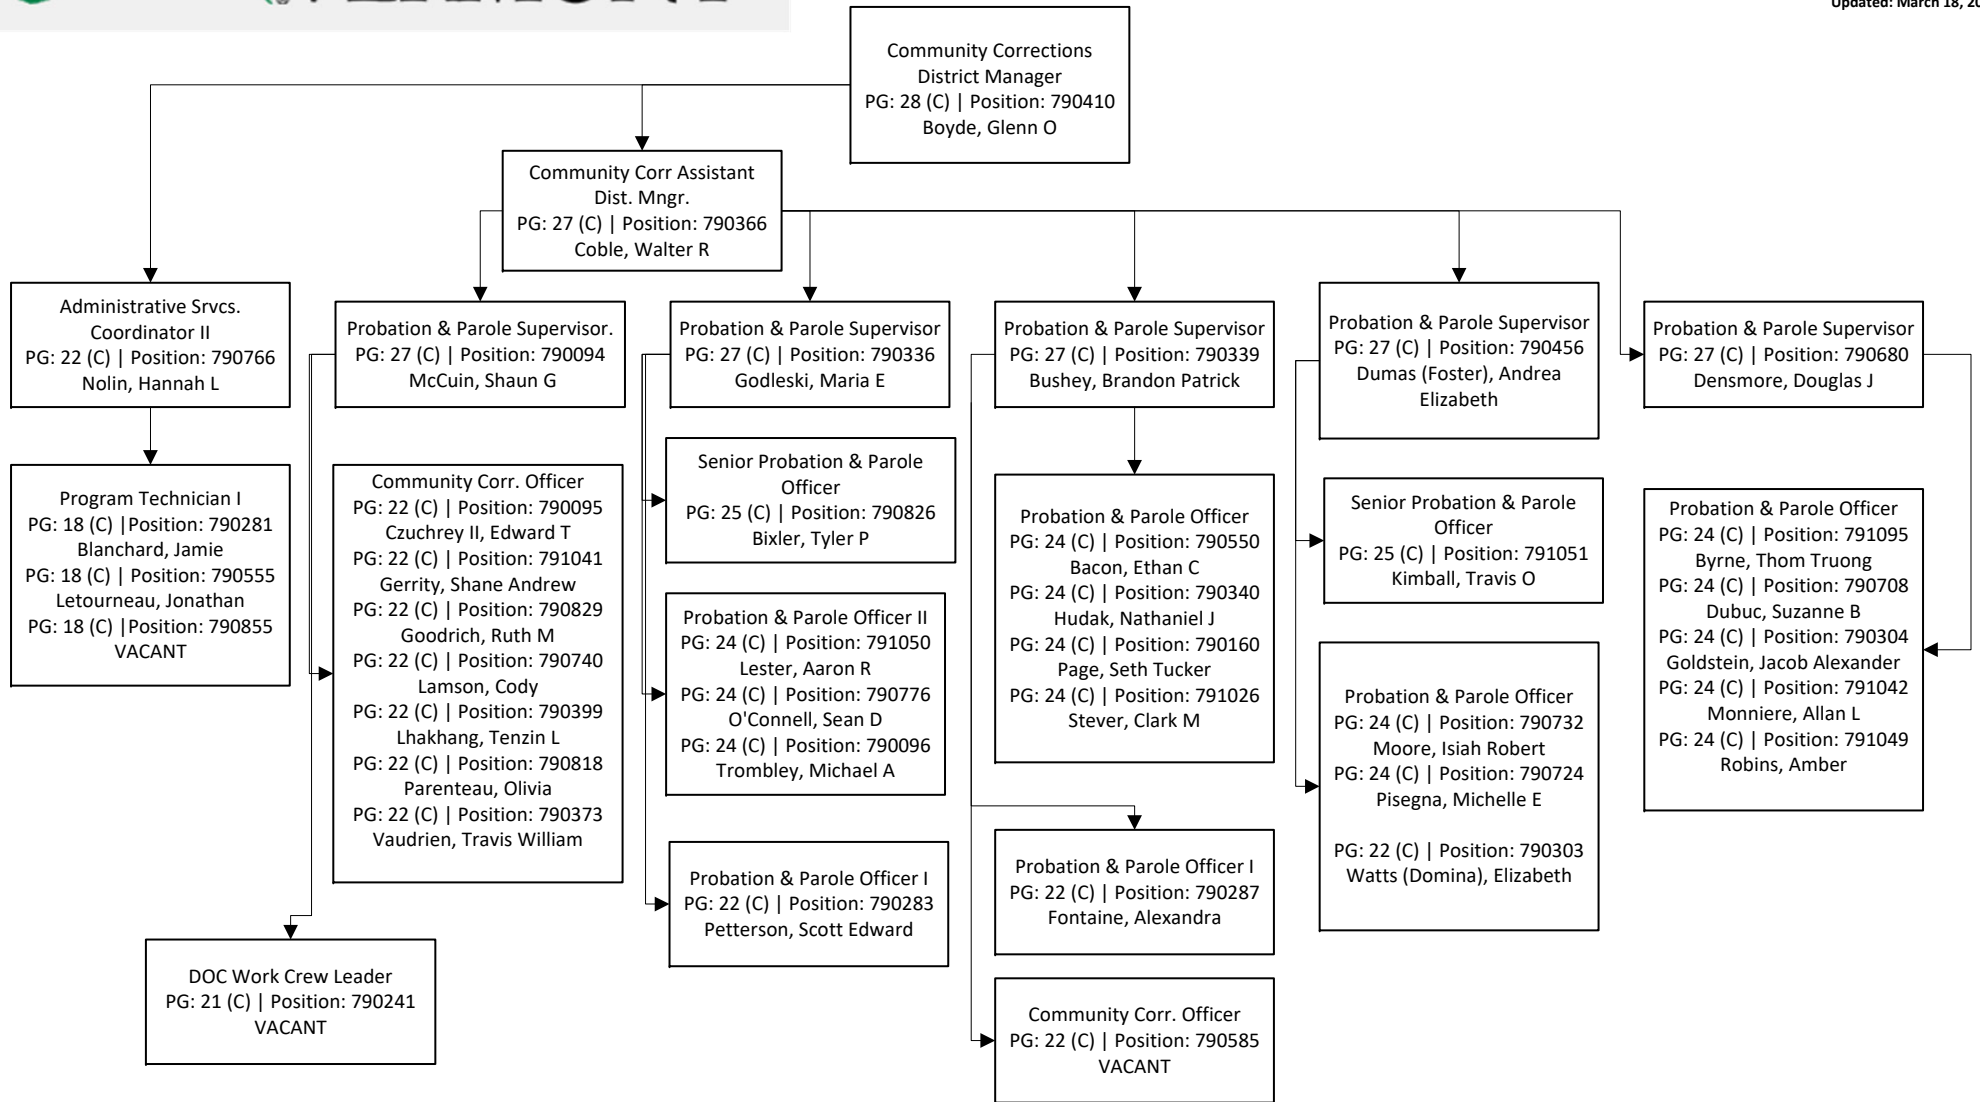 Updated: March 18, 20
Community Corrections
District Manager
PG: 28 (C) | Position: 790410
Boyde, Glenn O
Community Corr Assistant
Dist. Mngr.
PG: 27 (C) | Position: 790366
Coble, Walter R
Administrative Srvcs.
Coordinator II
PG: 22 (C) | Position: 790766
Nolin, Hannah L
Probation & Parole Supervisor.
PG: 27 (C) | Position: 790094
McCuin, Shaun G
Probation & Parole Supervisor
PG: 27 (C) | Position: 790336
Godleski, Maria E
Probation & Parole Supervisor
PG: 27 (C) | Position: 790339
Bushey, Brandon Patrick
Probation & Parole Supervisor
PG: 27 (C) | Position: 790456
Dumas (Foster), Andrea
Elizabeth
Probation & Parole Supervisor
PG: 27 (C) | Position: 790680
Densmore, Douglas J
Program Technician I
PG: 18 (C) |Position: 790281
Blanchard, Jamie
PG: 18 (C) | Position: 790555
Letourneau, Jonathan
PG: 18 (C) |Position: 790855
VACANT
Community Corr. Officer
PG: 22 (C) | Position: 790095
Czuchrey II, Edward T
PG: 22 (C) | Position: 791041
Gerrity, Shane Andrew
PG: 22 (C) | Position: 790829
Goodrich, Ruth M
PG: 22 (C) | Position: 790740
Lamson, Cody
PG: 22 (C) | Position: 790399
Lhakhang, Tenzin L
PG: 22 (C) | Position: 790818
Parenteau, Olivia
PG: 22 (C) | Position: 790373
Vaudrien, Travis William
DOC Work Crew Leader
PG: 21 (C) | Position: 790241
VACANT
Senior Probation & Parole
Officer
PG: 25 (C) | Position: 790826
Bixler, Tyler P
Probation & Parole Officer II
PG: 24 (C) | Position: 791050
Lester, Aaron R
PG: 24 (C) | Position: 790776
O'Connell, Sean D
PG: 24 (C) | Position: 790096
Trombley, Michael A
Probation & Parole Officer I
PG: 22 (C) | Position: 790283
Petterson, Scott Edward
Probation & Parole Officer
PG: 24 (C) | Position: 790550
Bacon, Ethan C
PG: 24 (C) | Position: 790340
Hudak, Nathaniel J
PG: 24 (C) | Position: 790160
Page, Seth Tucker
PG: 24 (C) | Position: 791026
Stever, Clark M
Probation & Parole Officer I
PG: 22 (C) | Position: 790287
Fontaine, Alexandra
Community Corr. Officer
PG: 22 (C) | Position: 790585
VACANT
Senior Probation & Parole
Officer
PG: 25 (C) | Position: 791051
Kimball, Travis O
Probation & Parole Officer
PG: 24 (C) | Position: 790732
Moore, Isiah Robert
PG: 24 (C) | Position: 790724
Pisegna, Michelle E
PG: 22 (C) | Position: 790303
Watts (Domina), Elizabeth
Probation & Parole Officer
PG: 24 (C) | Position: 791095
Byrne, Thom Truong
PG: 24 (C) | Position: 790708
Dubuc, Suzanne B
PG: 24 (C) | Position: 790304
Goldstein, Jacob Alexander
PG: 24 (C) | Position: 791042
Monniere, Allan L
PG: 24 (C) | Position: 791049
Robins, Amber